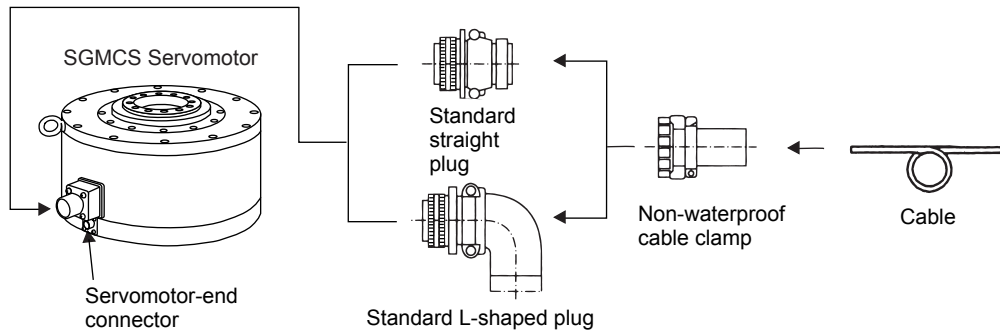 SGMCS Servomotor
Standard
straight
plug
Non-waterproof
cable clamp
Cable
Servomotor-end
connector
Standard L-shaped plug